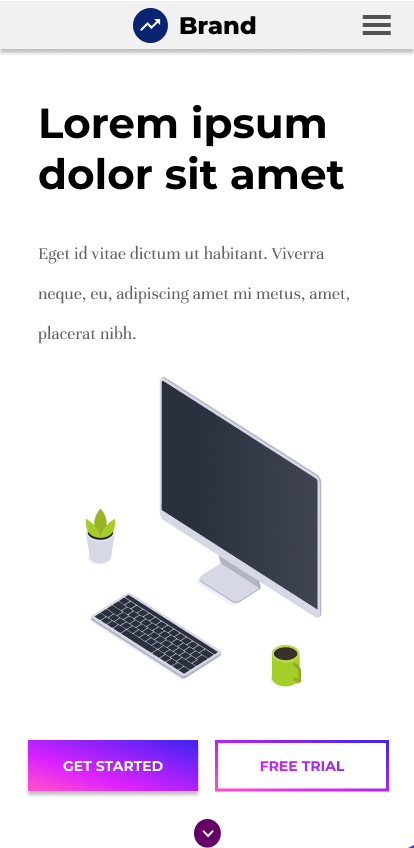 Brand
Lorem ipsum
dolor sit amet
Eget id vitae dictum ut habitant. Viverra
neque, eu, adipiscing amet mi metus, amet,
placerat nibh.
GET STARTED
FREE TRIAL